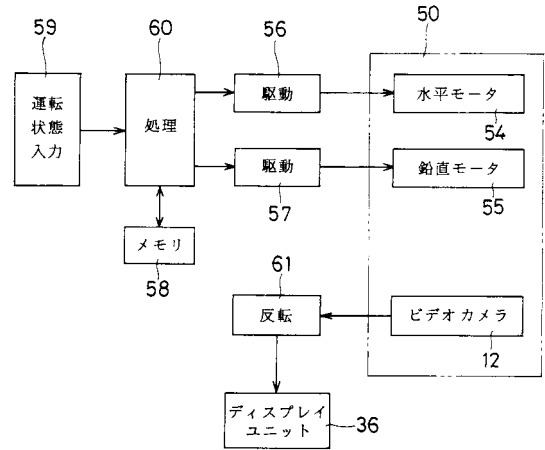 59
60
56
50
運転
状態
入力
処理
駆動
水平モータ
54
駆動
鉛直モータ
57
55
メモリ
58
61
反転
ビデオカメラ
12
ディスプレイ
ユニット
36